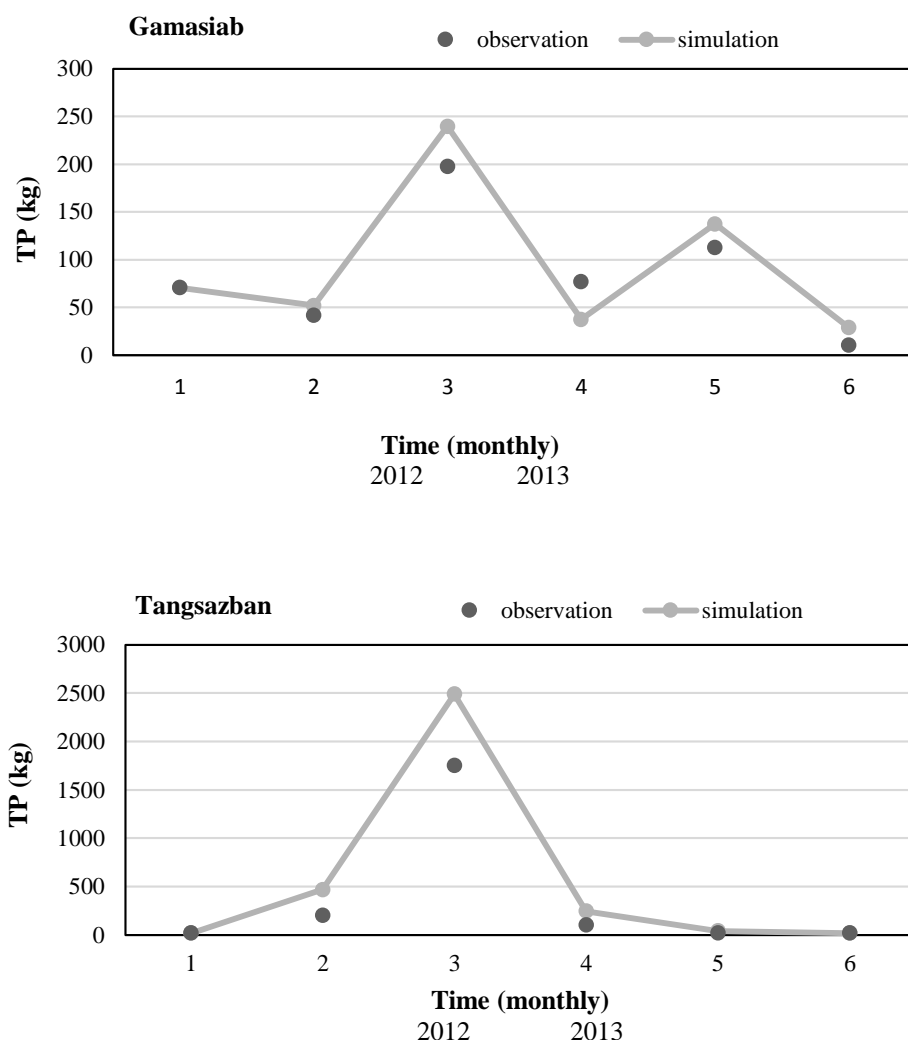 Gamasiab
observation simulation
300
250
200
150
100
50
0
TP (kg)
1 2 3 4 5 6
Time (monthly)
2012 2013
Tangsazban
observation simulation
3000
2500
2000
1500
1000
500
0
TP (kg)
1 2 3 4 5 6
Time (monthly)
2012 2013